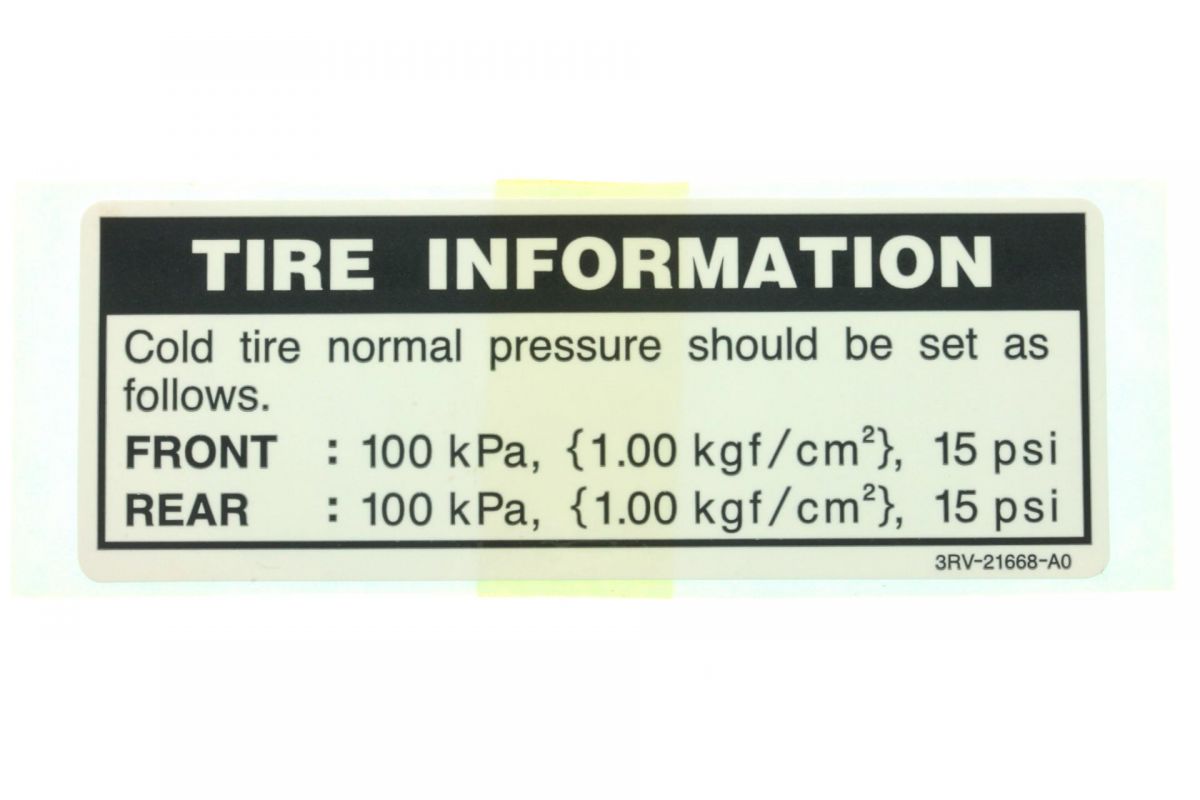 TIRE INFORMATION
Cold tire normal pressure should be set as
follows.
FRONT : 100 kPa, {1.00 kgf/cm²}, 15 psi
REAR : 100 kPa, {1.00 kgf/cm²}, 15 psi
3RV-21668-A0